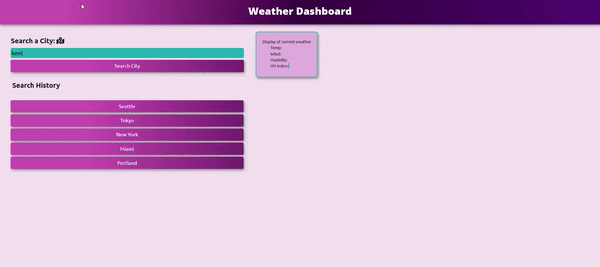 Weather Dashboard
Search a City:
kent
Search City
Search History
Seattle
Tokyo
New York
Miami
Portland
Display of current weather
Temp:
Wind:
Humidity
UV Index: